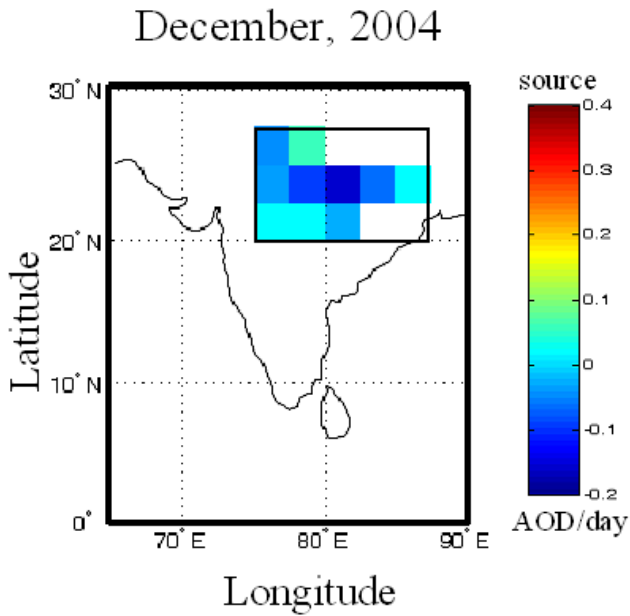 December, 2004
source
30° N
20° N
10° N
0°
70° E
80° E
90° E
Latitude
Longitude
0.4
0.3
0.2
0.1
0
-0.1
-0.2
AOD/day